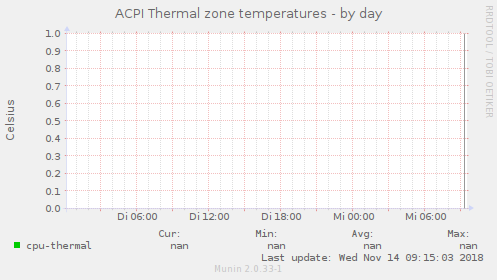 ACPI Thermal zone temperatures - by day
RRDTOOL / TOBI OETIKER
Celsius
1.0
0.9
0.8
0.7
0.6
0.5
0.4
0.3
0.2
0.1
0.0
Di 06:00 Di 12:00 Di 18:00 Mi 00:00 Mi 06:00
Cur: Min: Avg: Max:
cpu-thermal nan nan nan nan
Last update: Wed Nov 14 09:15:03 2018
Munin 2.0.33-1